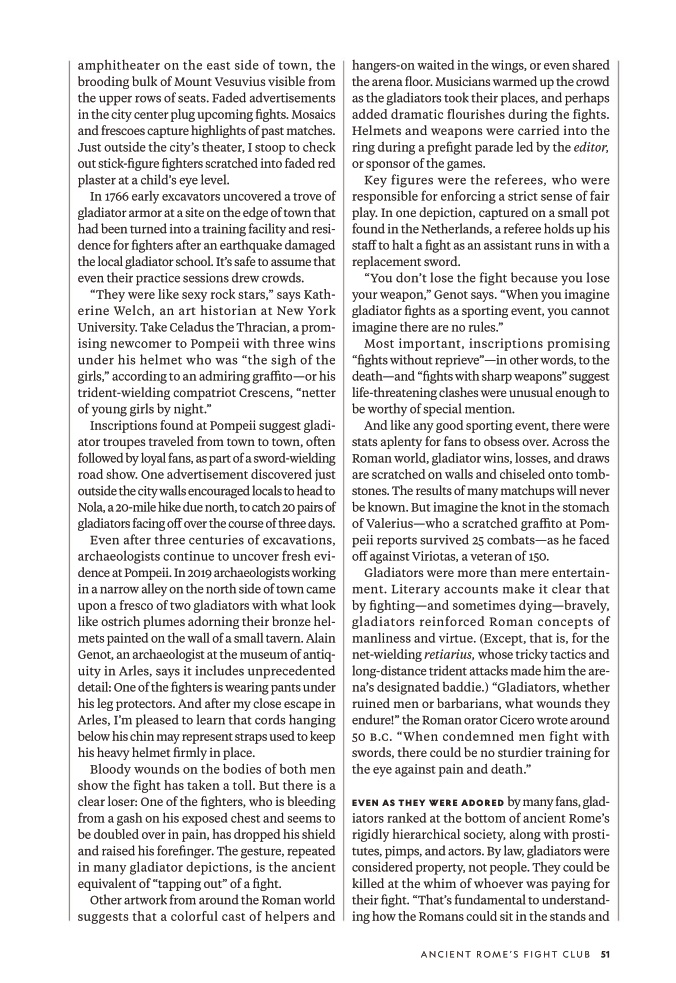 amphitheater on the east side of town, the
brooding bulk of Mount Vesuvius visible from
the upper rows of seats. Faded advertisements
in the city center plug upcoming fights. Mosaics
and frescoes capture highlights of past matches.
Just outside the city's theater, I stoop to check
out stick-figure fighters scratched into faded red
plaster at a child's eye level.
In 1766 early excavators uncovered a trove of
gladiator armor at a site on the edge of town that
had been turned into a training facility and resi-
dence for fighters after an earthquake damaged
the local gladiator school. It's safe to assume that
even their practice sessions drew crowds.
"They were like sexy rock stars," says Kath-
erine Welch, an art historian at New York
University. Take Celadus the Thracian, a prom-
ising newcomer to Pompeii with three wins
under his helmet who was "the sigh of the
girls," according to an admiring graffito—or his
trident-wielding compatriot Crescens, "netter
of young girls by night."
Inscriptions found at Pompeii suggest gladi-
ator troupes traveled from town to town, often
followed by loyal fans, as part of a sword-wielding
road show. One advertisement discovered just
outside the city walls encouraged locals to head to
Nola, a 20-mile hike due north, to catch 20 pairs of
gladiators facing off over the course of three days.
Even after three centuries of excavations,
archaeologists continue to uncover fresh evi-
dence at Pompeii. In 2019 archaeologists working
in a narrow alley on the north side of town came
upon a fresco of two gladiators with what look
like ostrich plumes adorning their bronze hel-
mets painted on the wall of a small tavern. Alain
Genot, an archaeologist at the museum of antiq-
uity in Arles, says it includes unprecedented
detail: One of the fighters is wearing pants under
his leg protectors. And after my close escape in
Arles, I'm pleased to learn that cords hanging
below his chin may represent straps used to keep
his heavy helmet firmly in place.
Bloody wounds on the bodies of both men
show the fight has taken a toll. But there is a
clear loser: One of the fighters, who is bleeding
from a gash on his exposed chest and seems to
be doubled over in pain, has dropped his shield
and raised his forefinger. The gesture, repeated
in many gladiator depictions, is the ancient
equivalent of "tapping out" of a fight.
Other artwork from around the Roman world
suggests that a colorful cast of helpers and
hangers-on waited in the wings, or even shared
the arena floor. Musicians warmed up the crowd
as the gladiators took their places, and perhaps
added dramatic flourishes during the fights.
Helmets and weapons were carried into the
ring during a prefight parade led by the editor,
or sponsor of the games.
Key figures were the referees, who were
responsible for enforcing a strict sense of fair
play. In one depiction, captured on a small pot
found in the Netherlands, a referee holds up his
staff to halt a fight as an assistant runs in with a
replacement sword.
"You don't lose the fight because you lose
your weapon," Genot says. "When you imagine
gladiator fights as a sporting event, you cannot
imagine there are no rules."
Most important, inscriptions promising
"fights without reprieve"—in other words, to the
death—and "fights with sharp weapons" suggest
life-threatening clashes were unusual enough to
be worthy of special mention.
And like any good sporting event, there were
stats aplenty for fans to obsess over. Across the
Roman world, gladiator wins, losses, and draws
are scratched on walls and chiseled onto tomb-
stones. The results of many matchups will never
be known. But imagine the knot in the stomach
of Valerius—who a scratched graffito at Pom-
peii reports survived 25 combats—as he faced
off against Viriotas, a veteran of 150.
Gladiators were more than mere entertain-
ment. Literary accounts make it clear that
by fighting—and sometimes dying—bravely,
gladiators reinforced Roman concepts of
manliness and virtue. (Except, that is, for the
net-wielding retiarius, whose tricky tactics and
long-distance trident attacks made him the are-
na's designated baddie.) "Gladiators, whether
ruined men or barbarians, what wounds they
endure!" the Roman orator Cicero wrote around
50 B.C. "When condemned men fight with
swords, there could be no sturdier training for
the eye against pain and death."
EVEN AS THEY WERE ADORED by many fans, glad-
iators ranked at the bottom of ancient Rome's
rigidly hierarchical society, along with prosti-
tutes, pimps, and actors. By law, gladiators were
considered property, not people. They could be
killed at the whim of whoever was paying for
their fight. "That's fundamental to understand-
ing how the Romans could sit in the stands and
ANCIENT ROME'S FIGHT CLUB 51